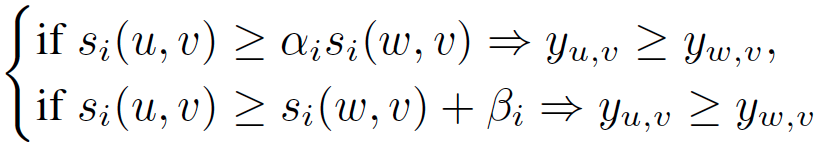 if s_i(u, v) ≥ α_i s_i(w, v) ⇒ y_{u,v} ≥ y_{w,v},
if s_i(u, v) ≥ s_i(w, v) + β_i ⇒ y_{u,v} ≥ y_{w,v}